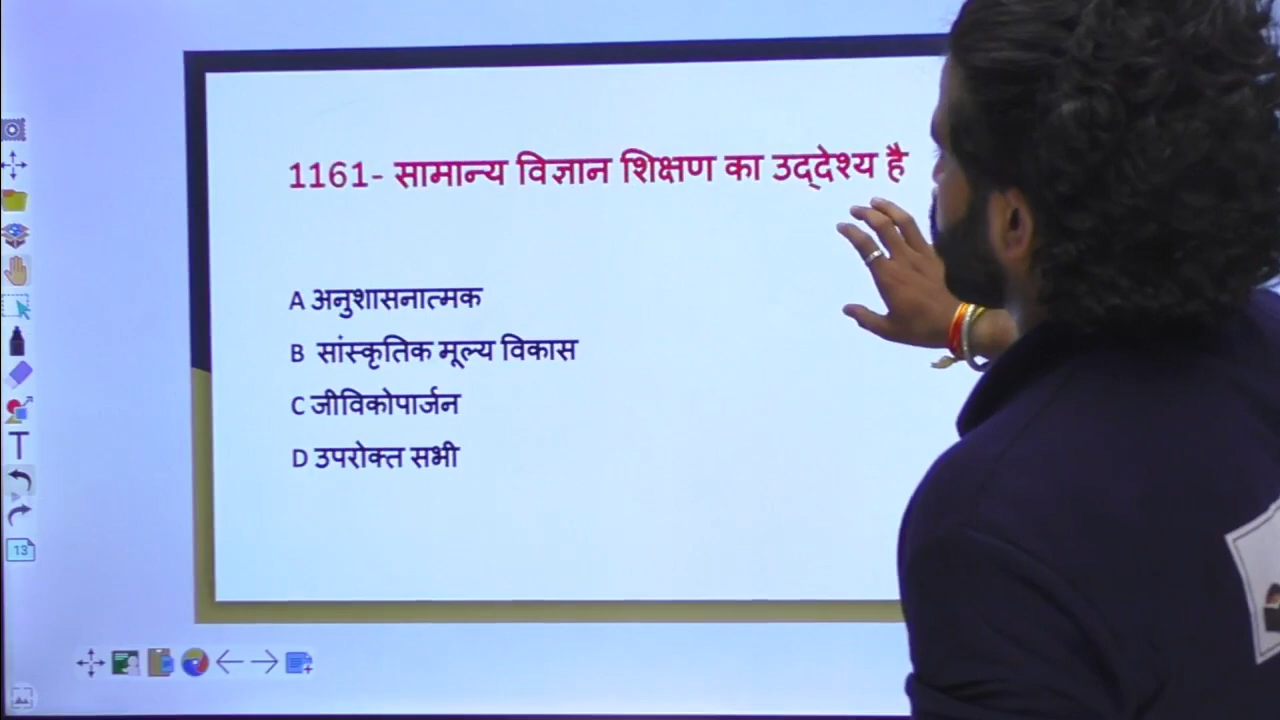 1161- सामान्य विज्ञान शिक्षण का उद्देश्य है
A अनुशासनात्मक
B सांस्कृतिक मूल्य विकास
C जीविकोपार्जन
D उपरोक्त सभी
T
13